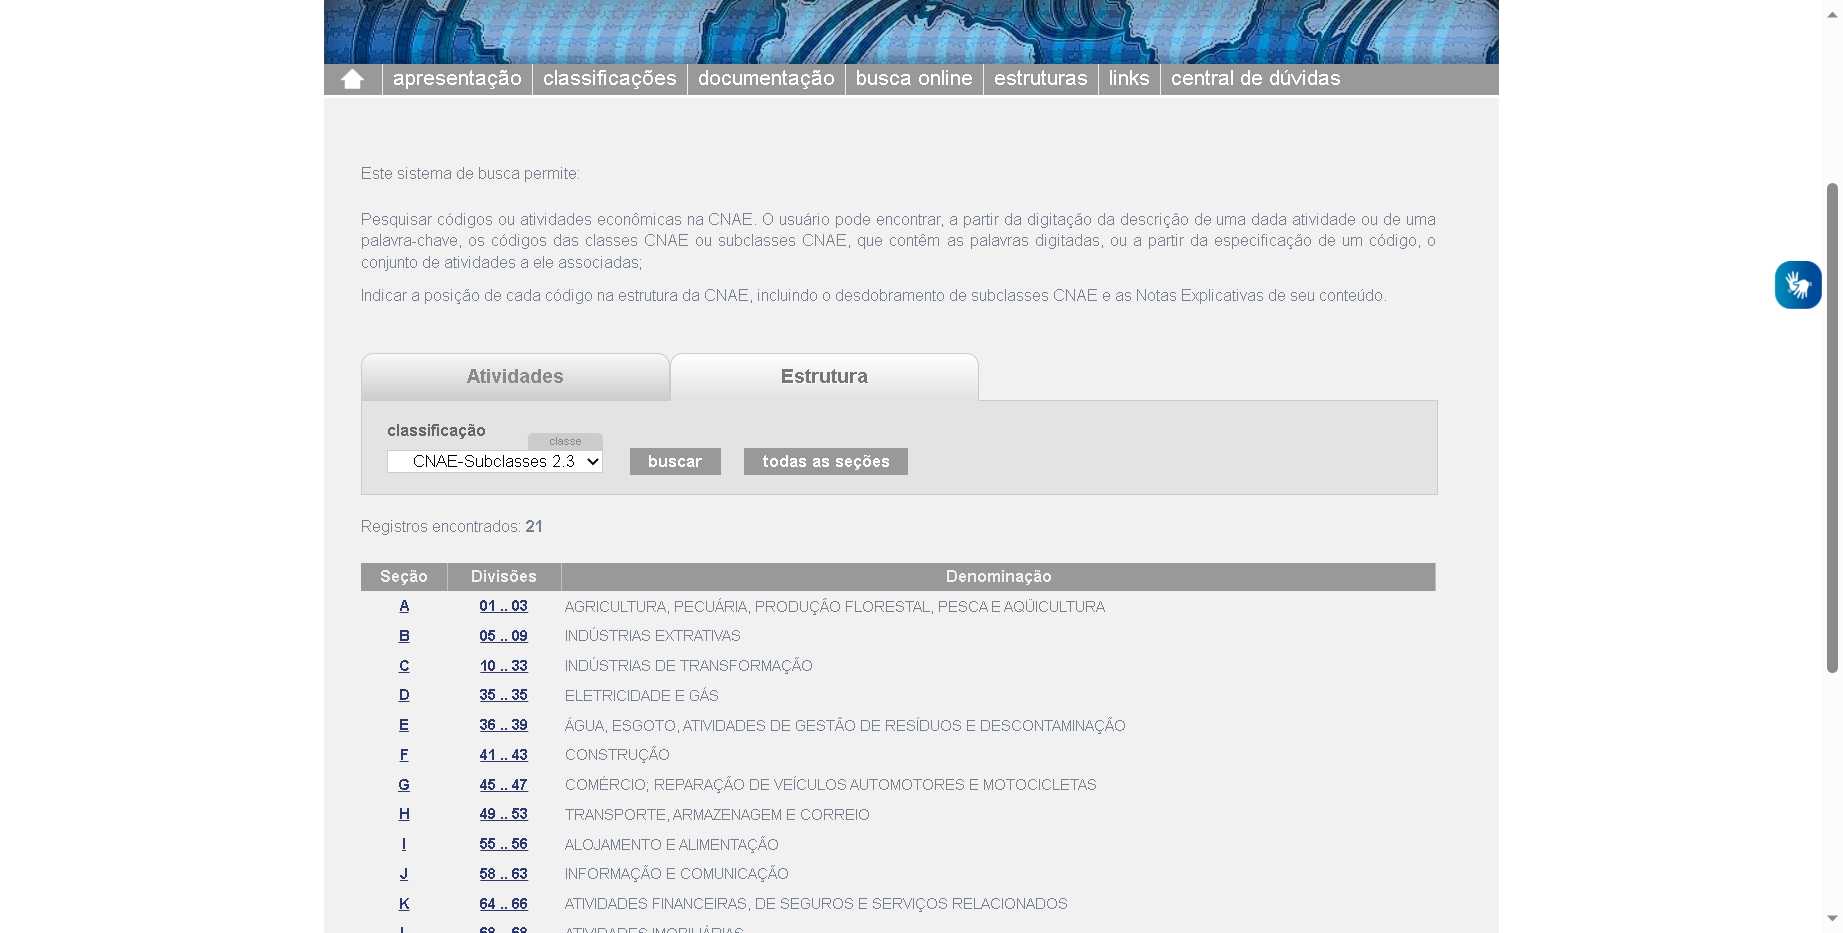 apresentação classificações documentação busca online estruturas links central de dúvidas
Este sistema de busca permite:
Pesquisar códigos ou atividades econômicas na CNAE. O usuário pode encontrar, a partir da digitação da descrição de uma dada atividade ou de uma
palavra-chave, os códigos das classes CNAE ou subclasses CNAE, que contêm as palavras digitadas, ou a partir da especificação de um código, o
conjunto de atividades a ele associadas;
Indicar a posição de cada código na estrutura da CNAE, incluindo o desdobramento de subclasses CNAE e as Notas Explicativas de seu conteúdo.
Atividades Estrutura
classificação
classe
CNAE-Subclasses 2.3 buscar todas as seções
Registros encontrados: 21
Seção Divisões Denominação
A 01 .. 03 AGRICULTURA, PECUÁRIA, PRODUÇÃO FLORESTAL, PESCA E AQÜICULTURA
B 05 .. 09 INDÚSTRIAS EXTRATIVAS
C 10 .. 33 INDÚSTRIAS DE TRANSFORMAÇÃO
D 35 .. 35 ELETRICIDADE E GÁS
E 36 .. 39 ÁGUA, ESGOTO, ATIVIDADES DE GESTÃO DE RESÍDUOS E DESCONTAMINAÇÃO
F 41 .. 43 CONSTRUÇÃO
G 45 .. 47 COMÉRCIO; REPARAÇÃO DE VEÍCULOS AUTOMOTORES E MOTOCICLETAS
H 49 .. 53 TRANSPORTE, ARMAZENAGEM E CORREIO
I 55 .. 56 ALOJAMENTO E ALIMENTAÇÃO
J 58 .. 63 INFORMAÇÃO E COMUNICAÇÃO
K 64 .. 66 ATIVIDADES FINANCEIRAS, DE SEGUROS E SERVIÇOS RELACIONADOS
L 68 .. 68 ATIVIDADES IMOBILIÁRIAS